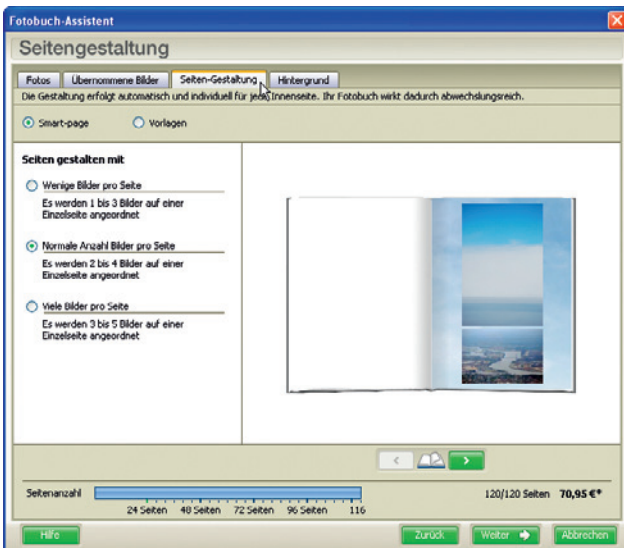 Fotobuch-Assistent
Seitengestaltung
Fotos Übernommene Bilder Seiten-Gestaltung Hintergrund
Die Gestaltung erfolgt automatisch und individuell für jede Innenseite. Ihr Fotobuch wirkt dadurch abwechslungsreich.
Smart-page Vorlagen
Seiten gestalten mit
Wenige Bilder pro Seite
Es werden 1 bis 3 Bilder auf einer
Einzelseite angeordnet
Normale Anzahl Bilder pro Seite
Es werden 2 bis 4 Bilder auf einer
Einzelseite angeordnet
Viele Bilder pro Seite
Es werden 3 bis 5 Bilder auf einer
Einzelseite angeordnet
Seitenanzahl 120/120 Seiten 70,95 €*
24 Seiten 48 Seiten 72 Seiten 96 Seiten 116
Hilfe Zurück Weiter Abbrechen